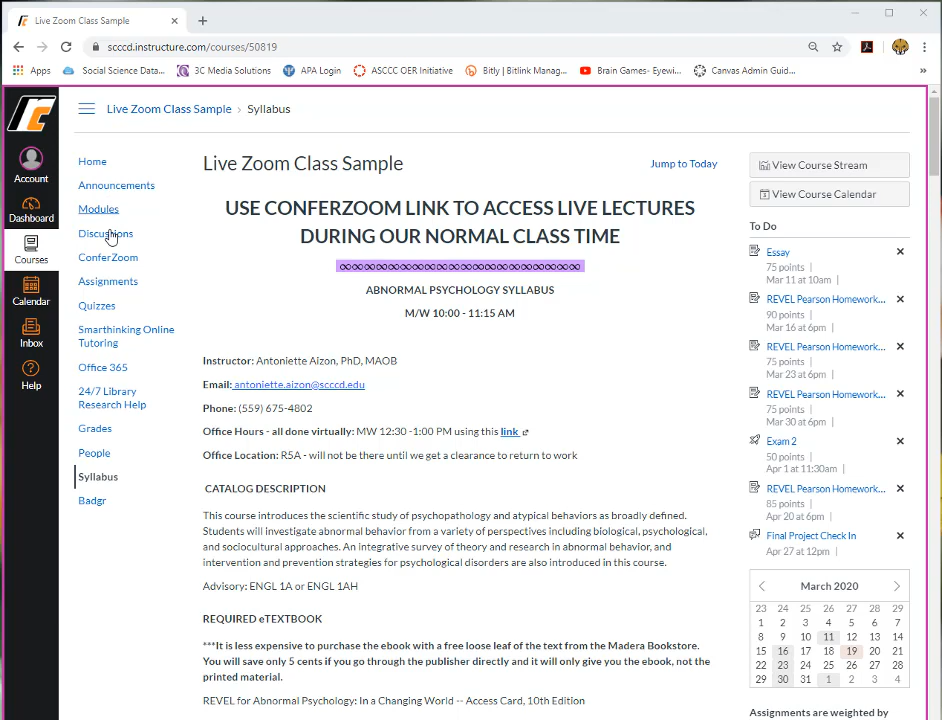 Live Zoom Class Sample
scccd.instructure.com/courses/50819
Apps
Social Science Data...
3C Media Solutions
APA Login
ASCCC OER Initiative
Bitly | Bitlink Manag...
Brain Games- Eyewi...
Canvas Admin Guid...
»
Live Zoom Class Sample › Syllabus
Account
Dashboard
Courses
Calendar
Inbox
Help
Home
Announcements
Modules
Discussions
ConferZoom
Assignments
Quizzes
Smarthinking Online
Tutoring
Office 365
24/7 Library
Research Help
Grades
People
Syllabus
Badgr
Live Zoom Class Sample
Jump to Today
USE CONFERZOOM LINK TO ACCESS LIVE LECTURES
DURING OUR NORMAL CLASS TIME
∞∞∞∞∞∞∞∞∞∞∞∞∞∞∞∞∞∞∞∞
ABNORMAL PSYCHOLOGY SYLLABUS
M/W 10:00 - 11:15 AM
Instructor: Antoniette Aizon, PhD, MAOB
Email: antoniette.aizon@scccd.edu
Phone: (559) 675-4802
Office Hours - all done virtually: MW 12:30 -1:00 PM using this link
Office Location: R5A - will not be there until we get a clearance to return to work
CATALOG DESCRIPTION
This course introduces the scientific study of psychopathology and atypical behaviors as broadly defined.
Students will investigate abnormal behavior from a variety of perspectives including biological, psychological,
and sociocultural approaches. An integrative survey of theory and research in abnormal behavior, and
intervention and prevention strategies for psychological disorders are also introduced in this course.
Advisory: ENGL 1A or ENGL 1AH
REQUIRED eTEXTBOOK
***It is less expensive to purchase the ebook with a free loose leaf of the text from the Madera Bookstore.
You will save only 5 cents if you go through the publisher directly and it will only give you the ebook, not the
printed material.
REVEL for Abnormal Psychology: In a Changing World -- Access Card, 10th Edition
View Course Stream
View Course Calendar
To Do
Essay
75 points |
Mar 11 at 10am |
REVEL Pearson Homework...
90 points |
Mar 16 at 6pm |
REVEL Pearson Homework...
75 points |
Mar 23 at 6pm |
REVEL Pearson Homework...
75 points |
Mar 30 at 6pm |
Exam 2
50 points |
Apr 1 at 11:30am |
REVEL Pearson Homework...
85 points |
Apr 20 at 6pm |
Final Project Check In
Apr 27 at 12pm |
March 2020
23 24 25 26 27 28 29
1 2 3 4 5 6 7
8 9 10 11 12 13 14
15 16 17 18 19 20 21
22 23 24 25 26 27 28
29 30 31 1 2 3 4
Assignments are weighted by